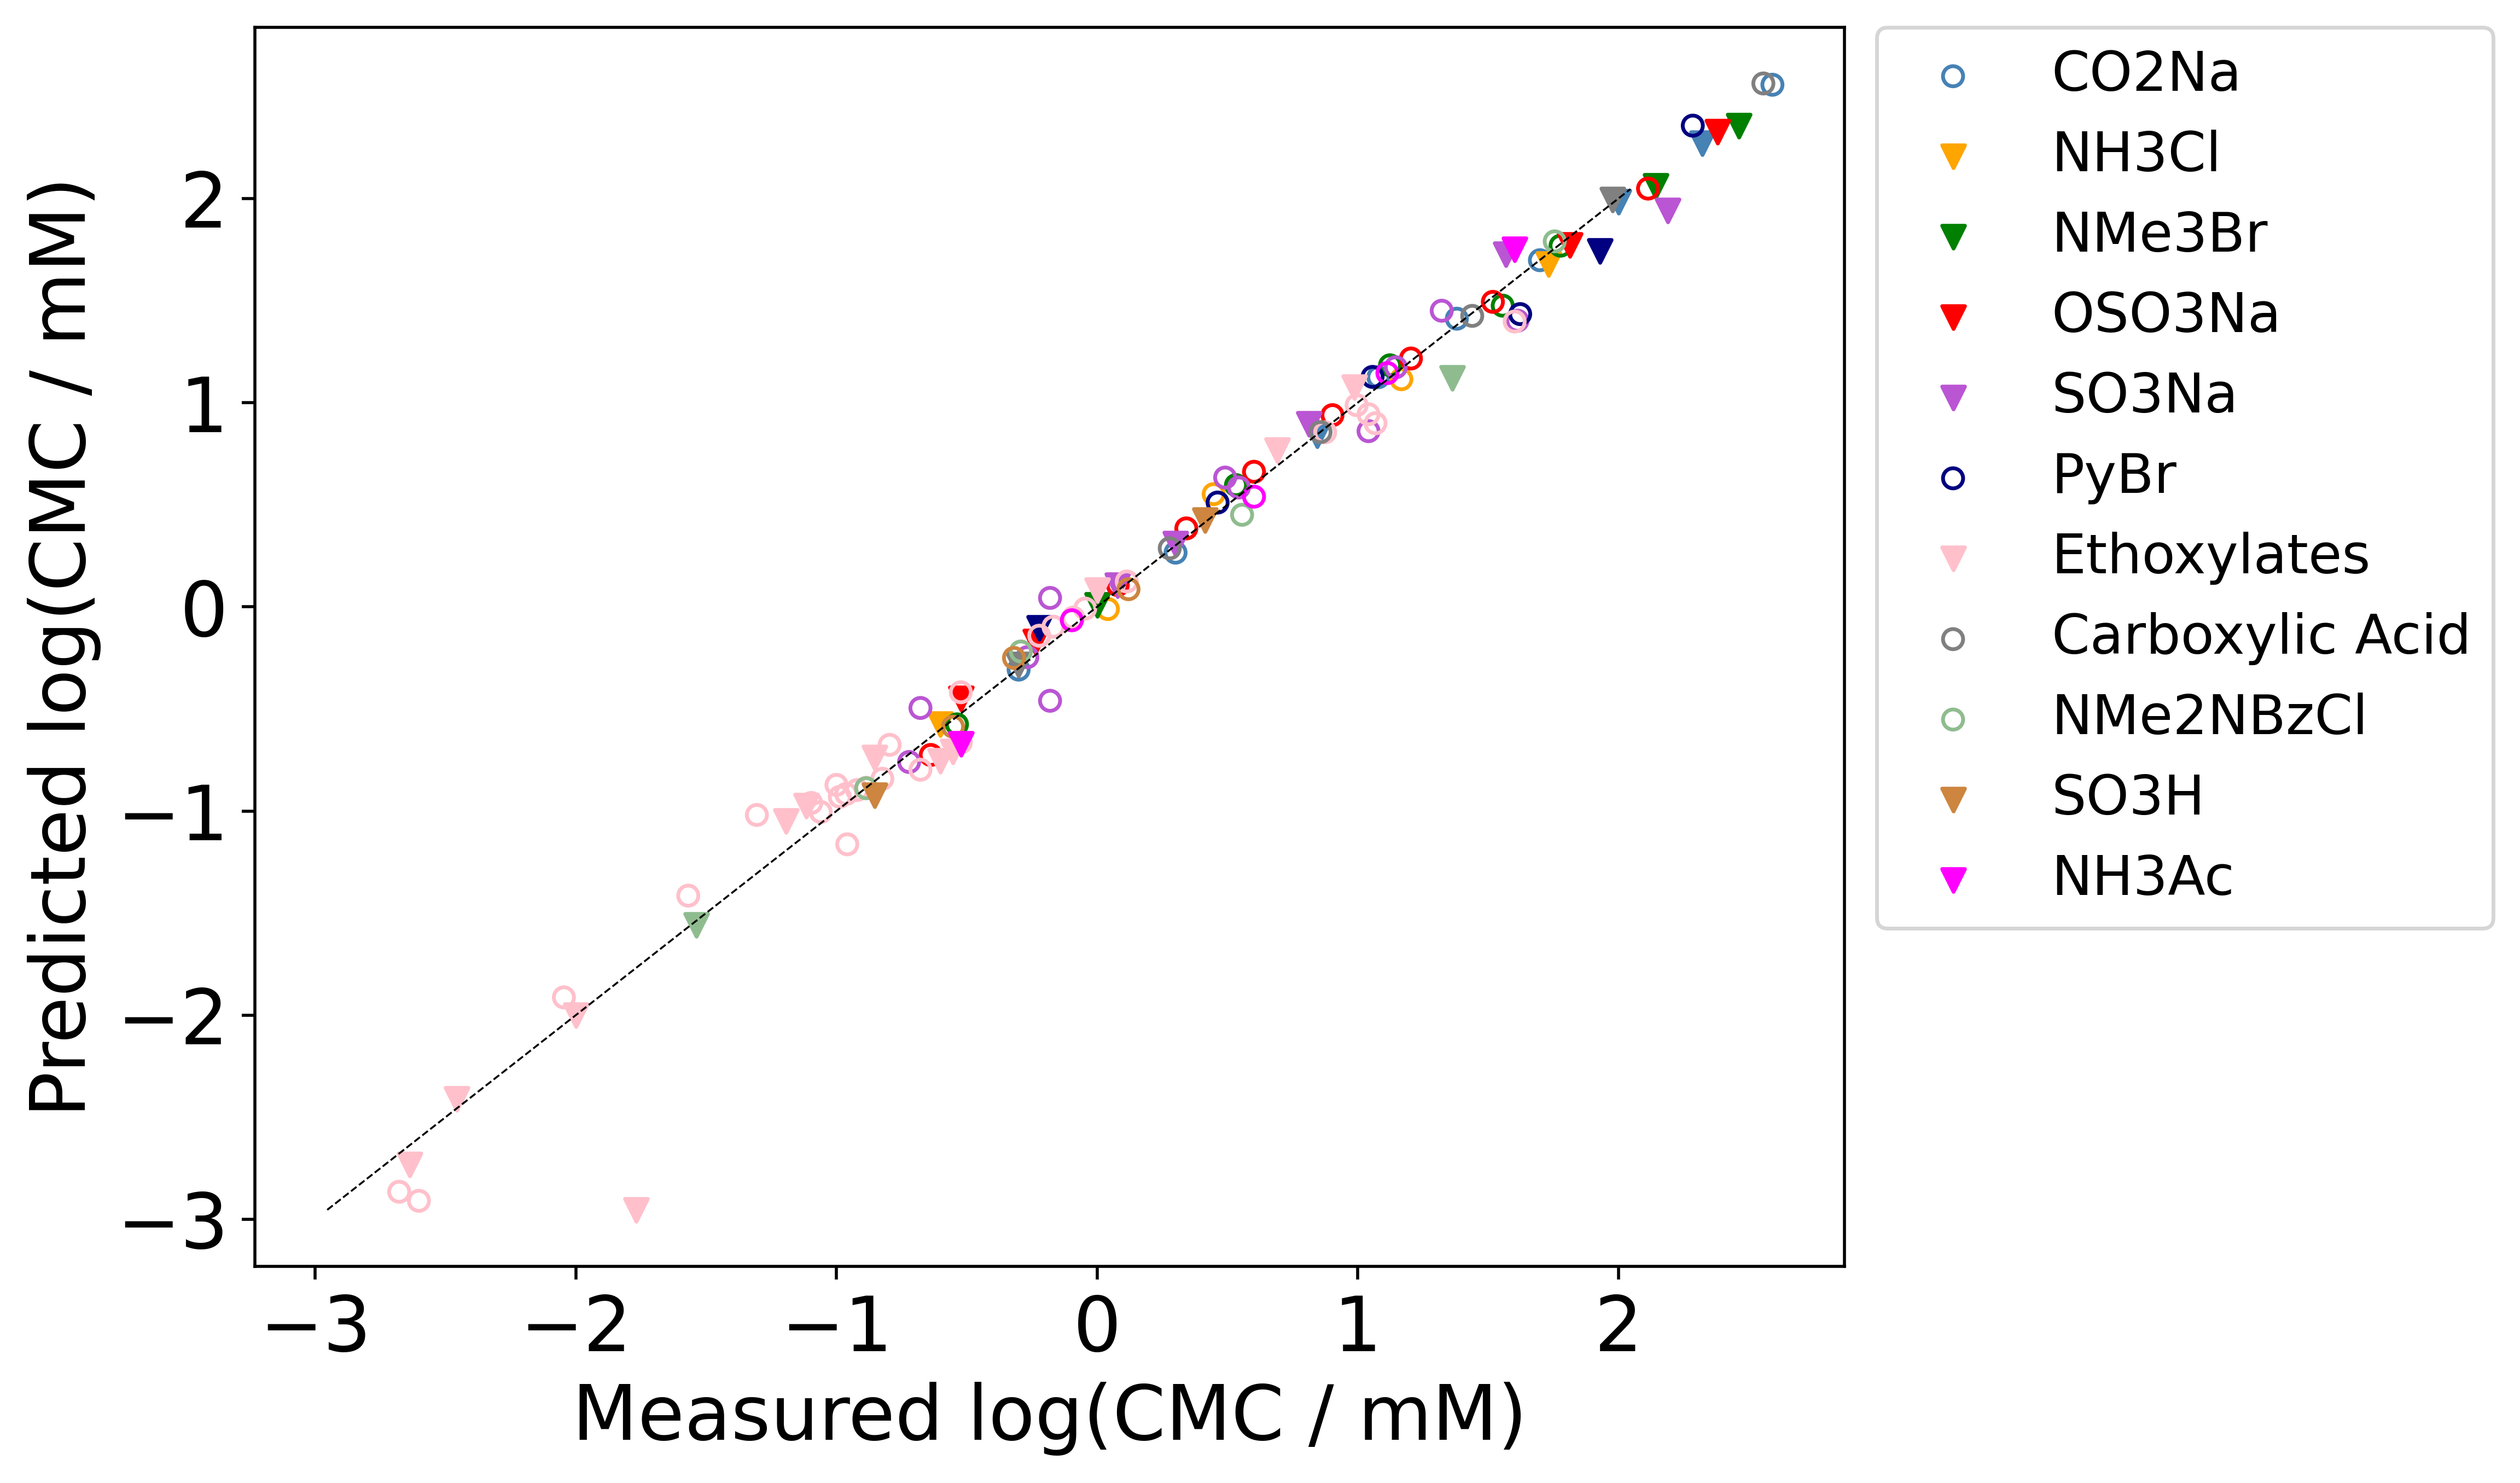 Predicted log(CMC / mM)
2
1
0
−1
−2
−3
−3 −2 −1 0 1 2
Measured log(CMC / mM)
CO2Na
NH3Cl
NMe3Br
OSO3Na
SO3Na
PyBr
Ethoxylates
Carboxylic Acid
NMe2NBzCl
SO3H
NH3Ac